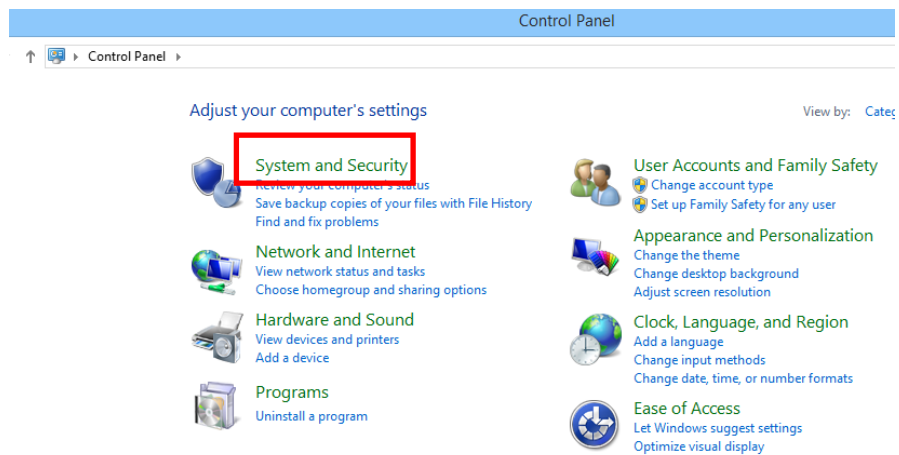 Control Panel
Control Panel
Adjust your computer's settings
View by:
System and Security
Review your computer's status
Save backup copies of your files with File History
Find and fix problems
Network and Internet
View network status and tasks
Choose homegroup and sharing options
Hardware and Sound
View devices and printers
Add a device
Programs
Uninstall a program
User Accounts and Family Safety
Change account type
Set up Family Safety for any user
Appearance and Personalization
Change the theme
Change desktop background
Adjust screen resolution
Clock, Language, and Region
Add a language
Change input methods
Change date, time, or number formats
Ease of Access
Let Windows suggest settings
Optimize visual display